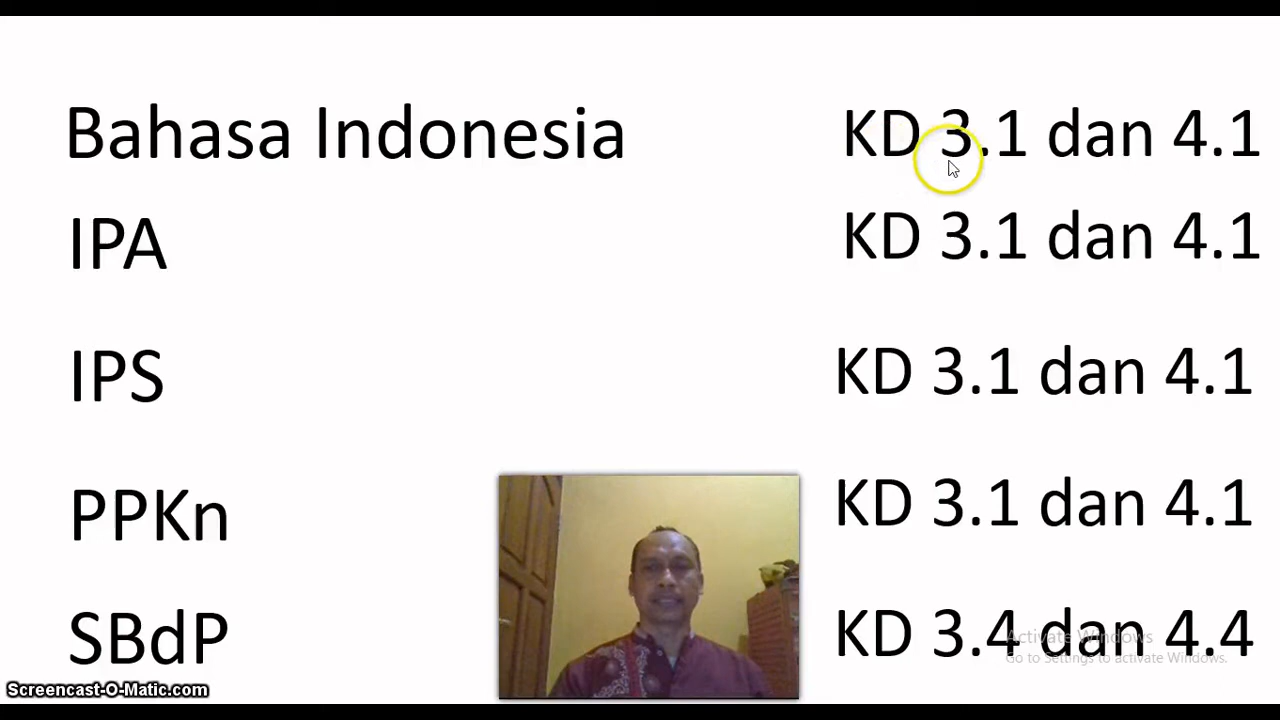 Bahasa Indonesia KD 3.1 dan 4.1
IPA KD 3.1 dan 4.1
IPS KD 3.1 dan 4.1
PPKn KD 3.1 dan 4.1
SBdP KD 3.4 dan 4.4
Activate Windows
Go to Settings to activate Windows.
Screencast-O-Matic.com